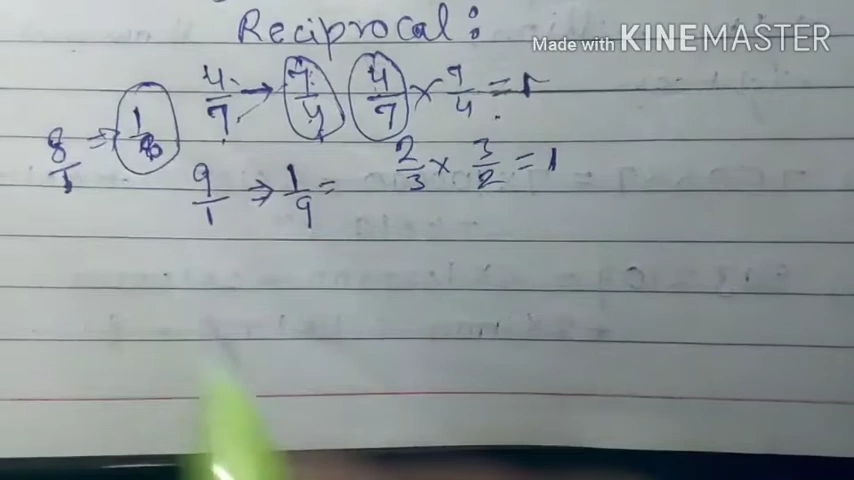 Reciprocal :
Made with KINEMASTER
4/7 → 7/4 4/7 × 7/4 = 1
8/1 ⇒ 1/8
9/1 ⇒ 1/9 = 2/3 × 3/2 = 1